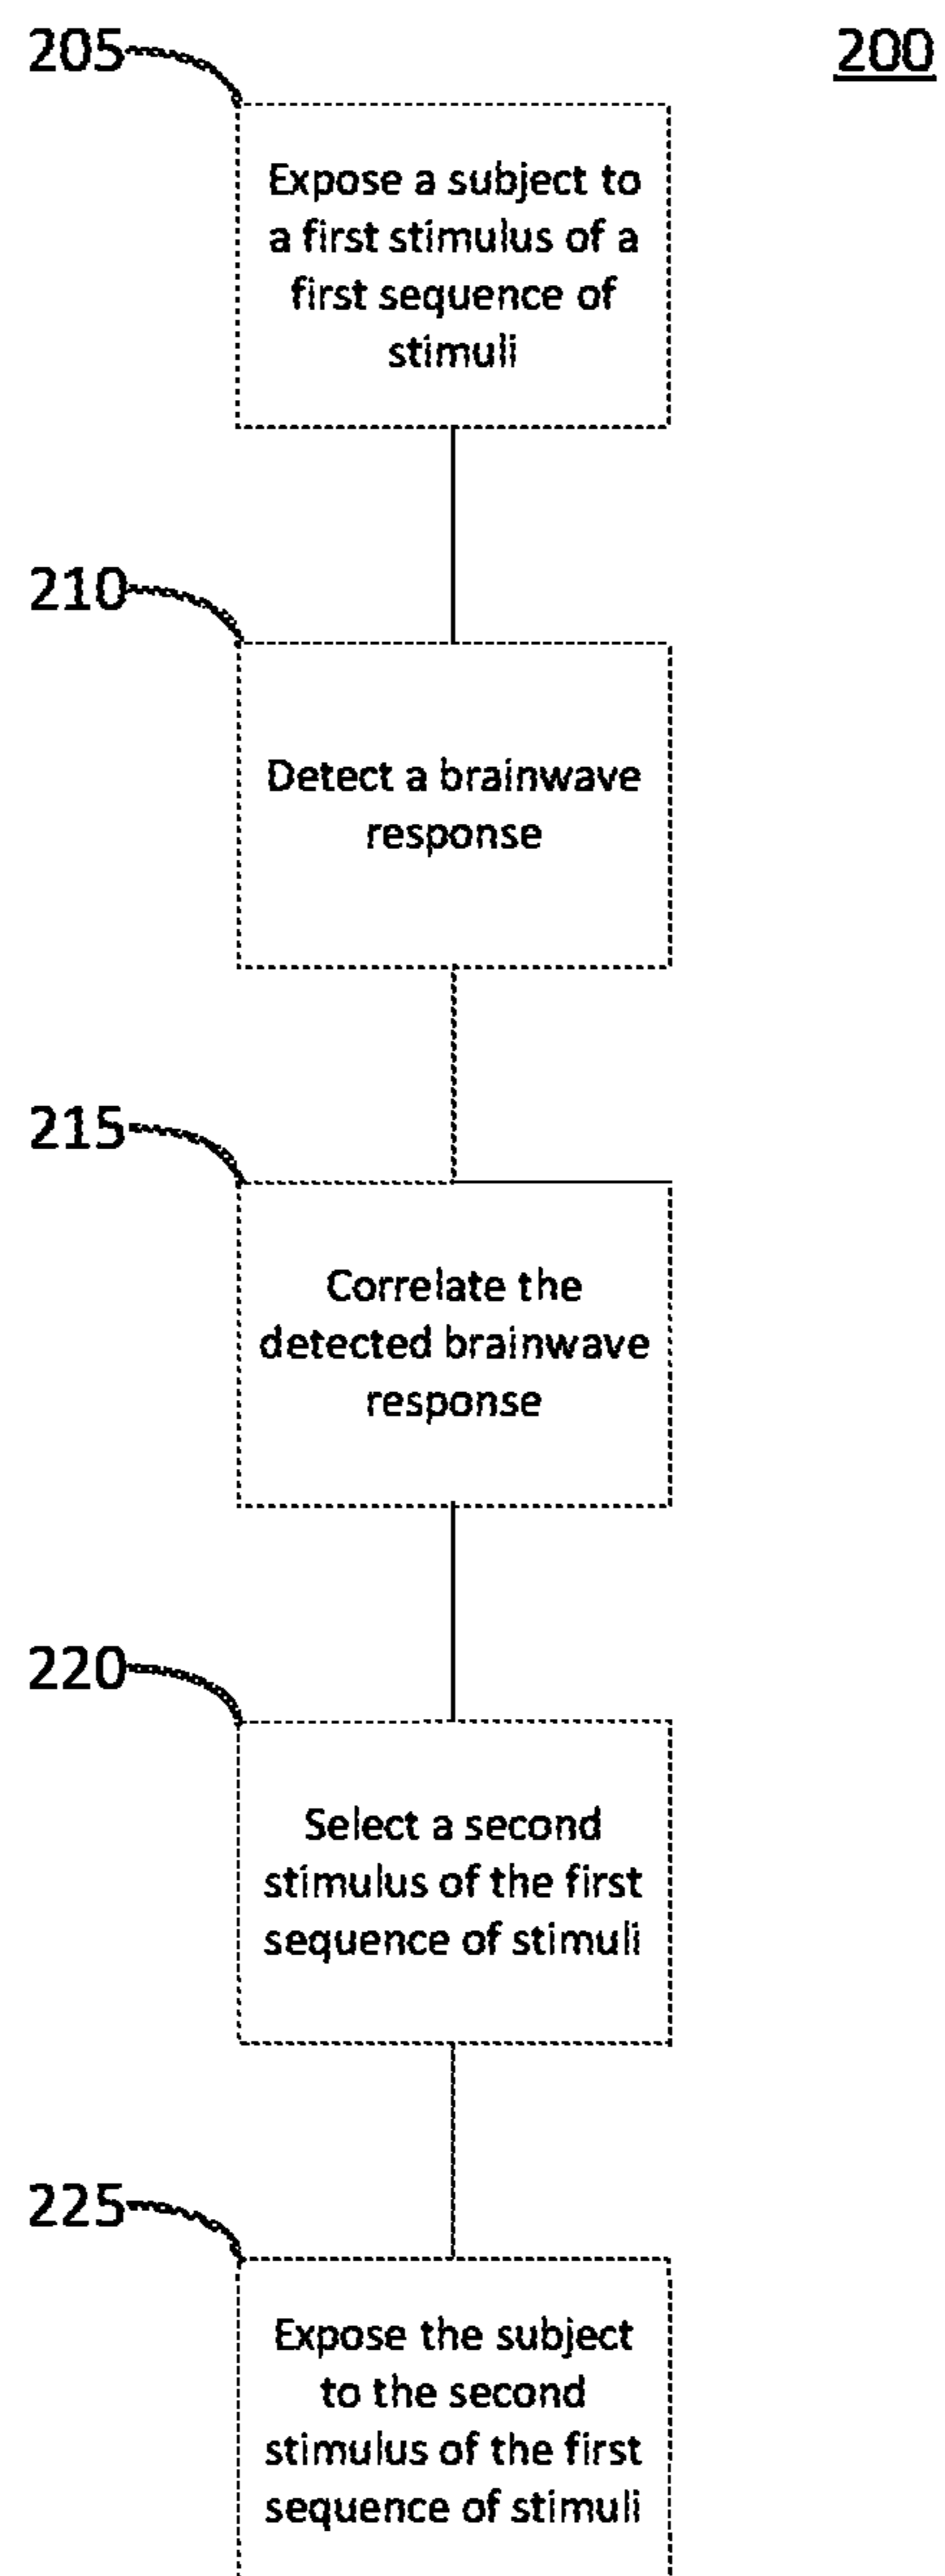 205
200
Expose a subject to
a first stimulus of a
first sequence of
stimuli
210
Detect a brainwave
response
215
Correlate the
detected brainwave
response
220
Select a second
stimulus of the first
sequence of stimuli
225
Expose the subject
to the second
stimulus of the first
sequence of stimuli